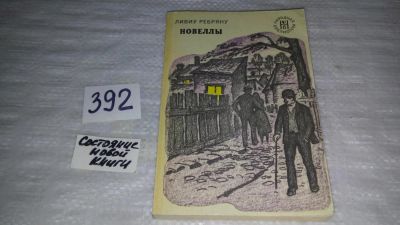 ЛИВИУ РЕБРЯНУ
НОВЕЛЛЫ
392
Состояние
новой
книги